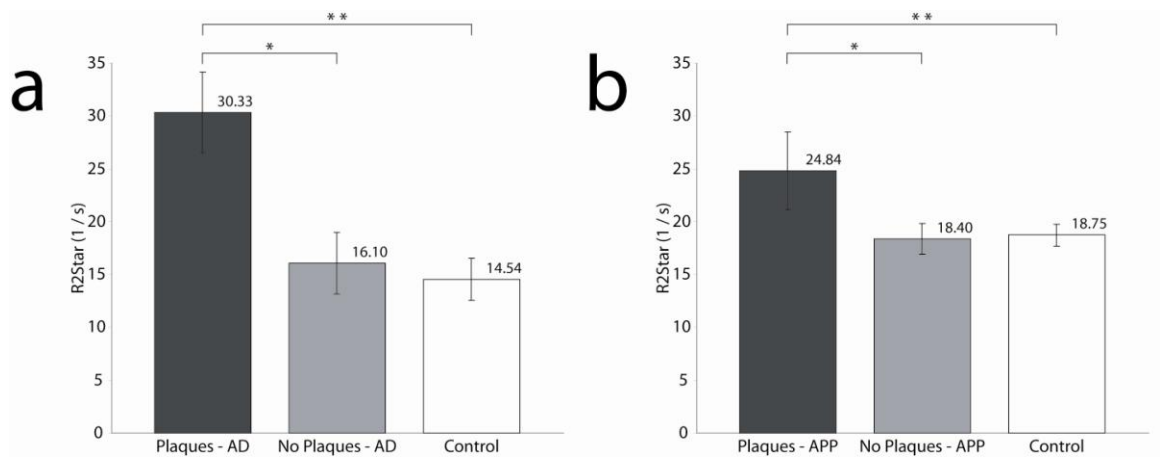 a
* *
*
35
30
25
20
15
10
5
0
R2Star (1 / s)
30.33
16.10
14.54
Plaques - AD
No Plaques - AD
Control
b
* *
*
35
30
25
20
15
10
5
0
R2Star (1 / s)
24.84
18.40
18.75
Plaques - APP
No Plaques - APP
Control